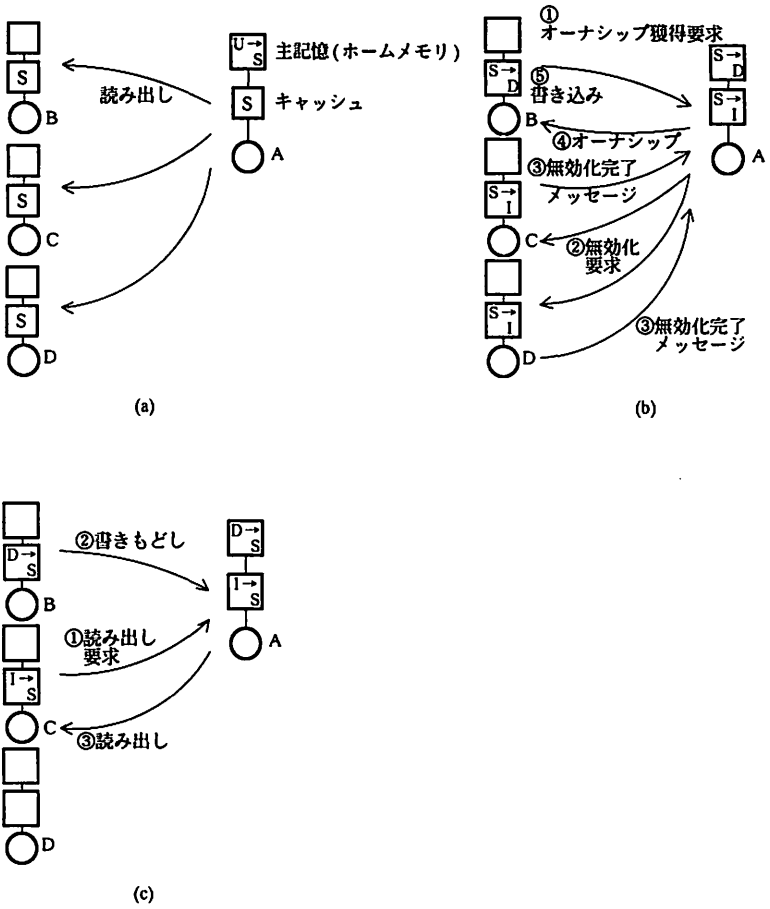 U→
S
主記憶(ホームメモリ)
S
読み出し
S
キャッシュ
B
A
S
C
S
D
(a)
①
オーナシップ獲得要求
S→
D
S→
D
⑤
書き込み
S→
I
B
④オーナシップ
A
③無効化完了
メッセージ
S→
I
C
②無効化
要求
S→
I
③無効化完了
メッセージ
D
(b)
②書きもどし
D→
S
D→
S
I→
S
B
①読み出し
要求
A
I→
S
C
③読み出し
D
(c)